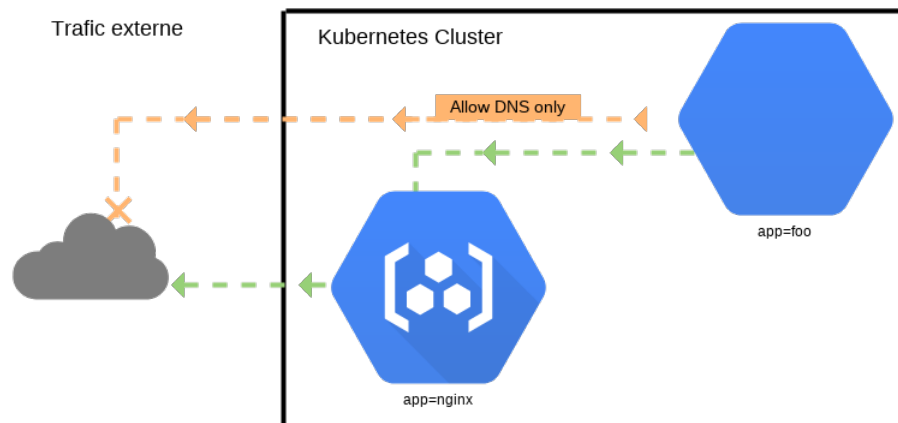 Trafic externe
Kubernetes Cluster
Allow DNS only
app=foo
app=nginx